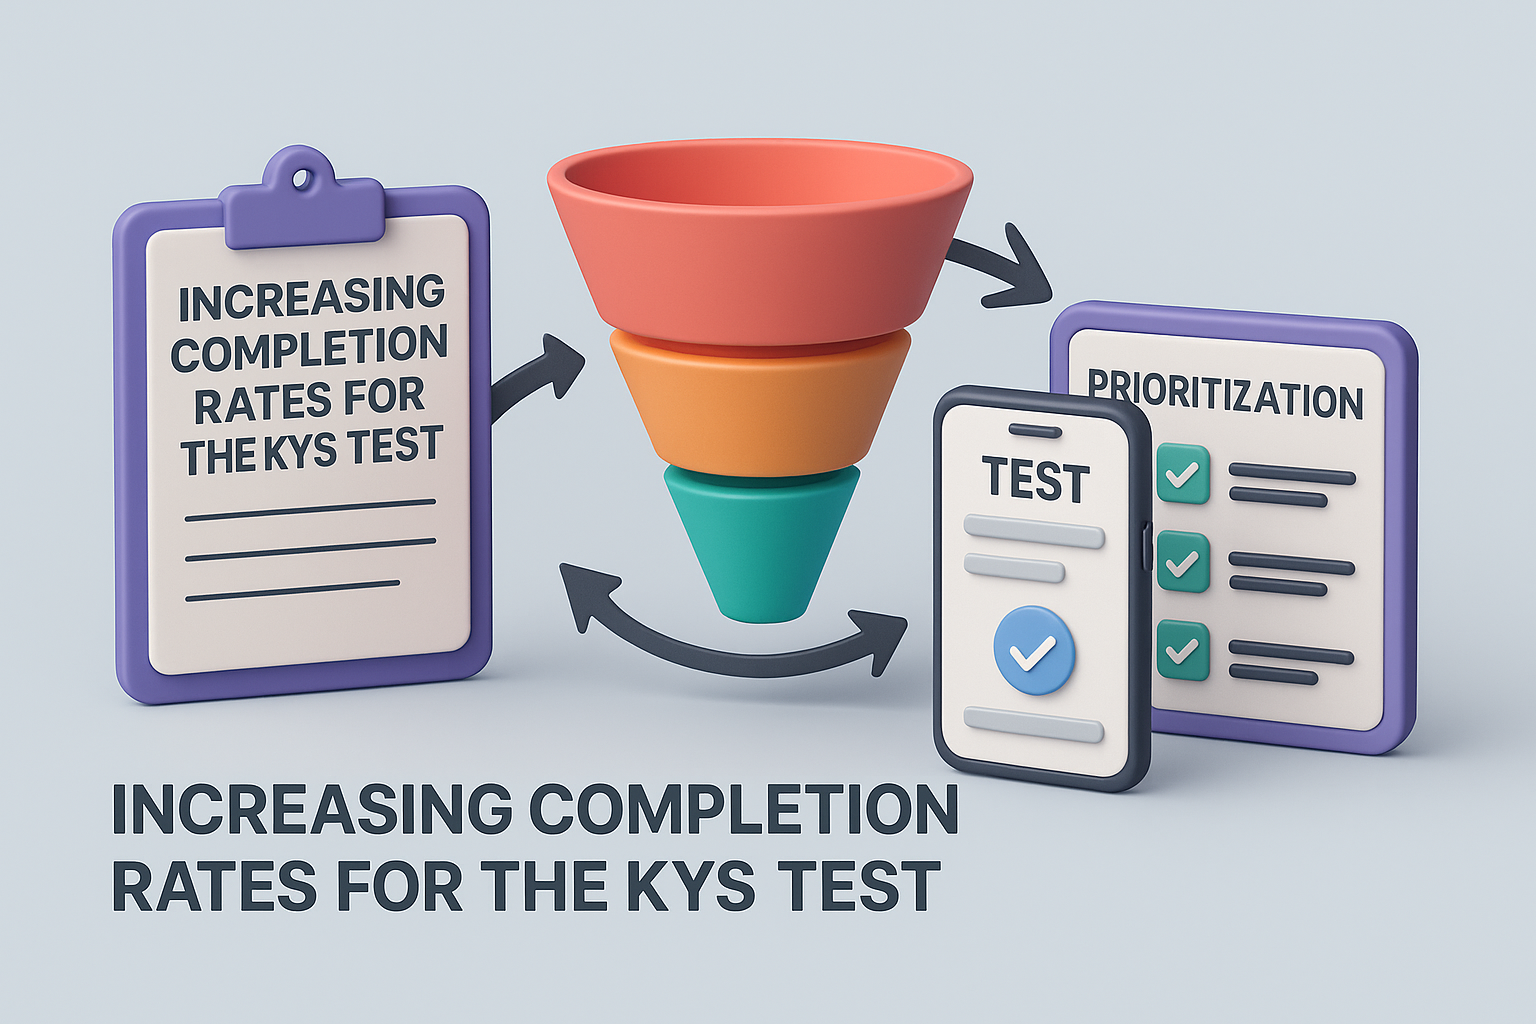 INCREASING
COMPLETION
RATES FOR
THE KYS TEST
PRIORITIZATION
TEST
INCREASING COMPLETION
RATES FOR THE KYS TEST